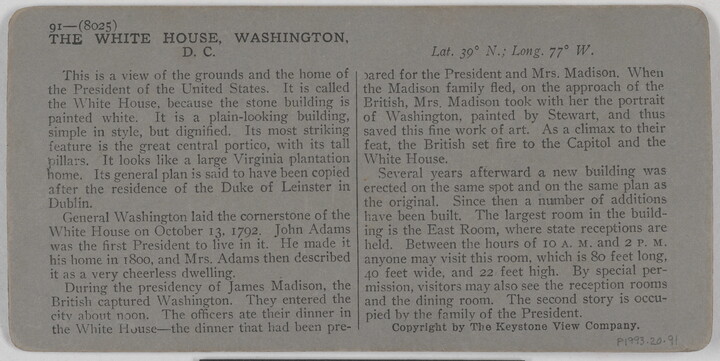 91—(8025)
THE WHITE HOUSE, WASHINGTON,
D. C.
Lat. 39° N.; Long. 77° W.
This is a view of the grounds and the home of
the President of the United States. It is called
the White House, because the stone building is
painted white. It is a plain-looking building,
simple in style, but dignified. Its most striking
feature is the great central portico, with its tall
pillars. It looks like a large Virginia plantation
home. Its general plan is said to have been copied
after the residence of the Duke of Leinster in
Dublin.
General Washington laid the cornerstone of the
White House on October 13, 1792. John Adams
was the first President to live in it. He made it
his home in 1800, and Mrs. Adams then described
it as a very cheerless dwelling.
During the presidency of James Madison, the
British captured Washington. They entered the
city about noon. The officers ate their dinner in
the White House—the dinner that had been pre-
pared for the President and Mrs. Madison. When
the Madison family fled, on the approach of the
British, Mrs. Madison took with her the portrait
of Washington, painted by Stewart, and thus
saved this fine work of art. As a climax to their
feat, the British set fire to the Capitol and the
White House.
Several years afterward a new building was
erected on the same spot and on the same plan as
the original. Since then a number of additions
have been built. The largest room in the build-
ing is the East Room, where state receptions are
held. Between the hours of 10 A. M. and 2 P. M.
anyone may visit this room, which is 80 feet long,
40 feet wide, and 22 feet high. By special per-
mission, visitors may also see the reception rooms
and the dining room. The second story is occu-
pied by the family of the President.
Copyright by The Keystone View Company.
P1993.20.91